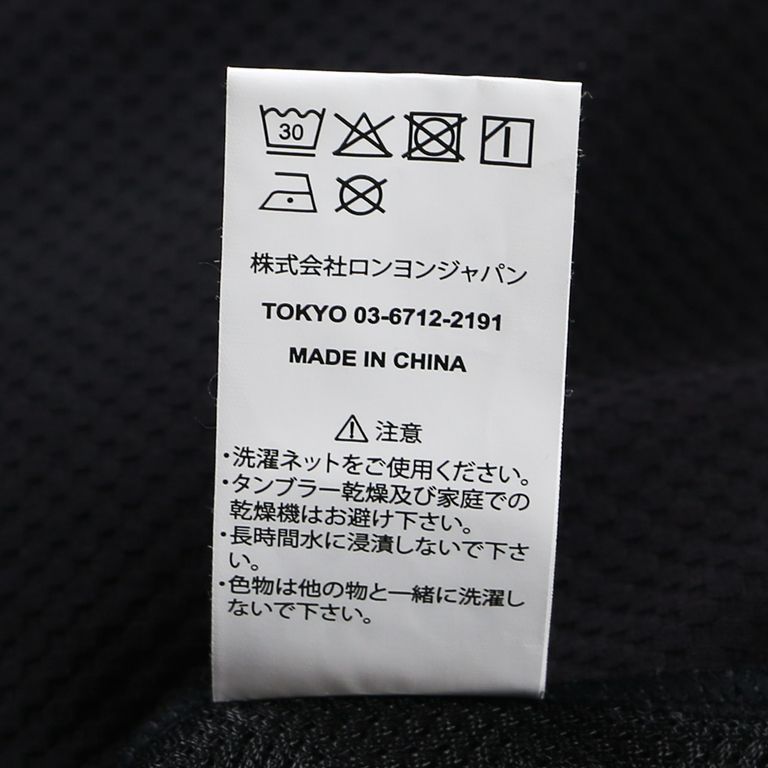 30
株式会社ロンヨンジャパン
TOKYO 03-6712-2191
MADE IN CHINA
注意
・洗濯ネットをご使用ください。
・タンブラー乾燥及び家庭での
乾燥機はお避け下さい。
・長時間水に浸漬しないで下さ
い。
・色物は他の物と一緒に洗濯し
ないで下さい。